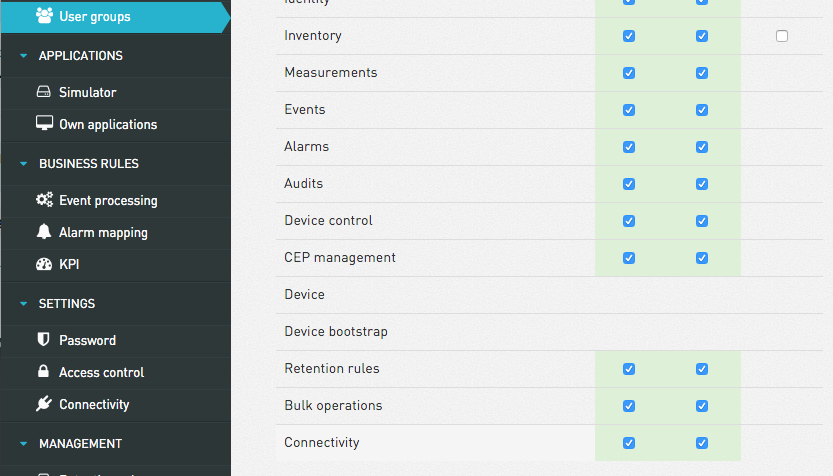 User groups
APPLICATIONS
Simulator
Own applications
BUSINESS RULES
Event processing
Alarm mapping
KPI
SETTINGS
Password
Access control
Connectivity
MANAGEMENT
Identity
Inventory
Measurements
Events
Alarms
Audits
Device control
CEP management
Device
Device bootstrap
Retention rules
Bulk operations
Connectivity